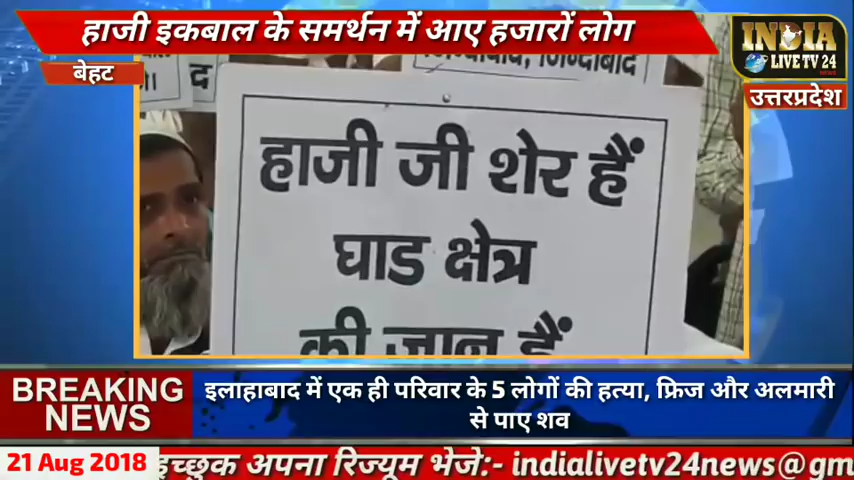 हाजी इकबाल के समर्थन में आए हजारों लोग
INDIA
LIVE TV 24
NEWS
बेहट
उत्तरप्रदेश
जिन्दाबाद
हाजी जी शेर हैं
घाड क्षेत्र
की जान हैं
BREAKING
NEWS
इलाहाबाद में एक ही परिवार के 5 लोगों की हत्या, फ्रिज और अलमारी
से पाए शव
21 Aug 2018
इच्छुक अपना रिज्यूम भेजे:- indialivetv24news@gm